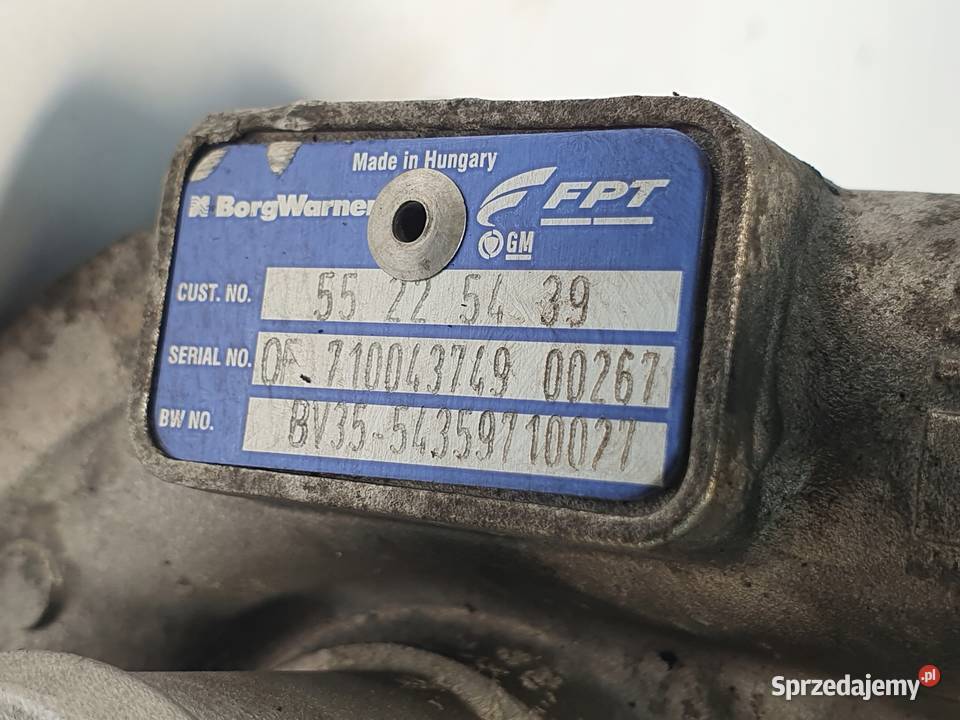 Made in Hungary
BorgWarner
FPT
GM
CUST. NO. 55 22 54 39
SERIAL NO. OF 710043749 00267
BW NO. BV35-54359710027
Sprzedajemy.pl